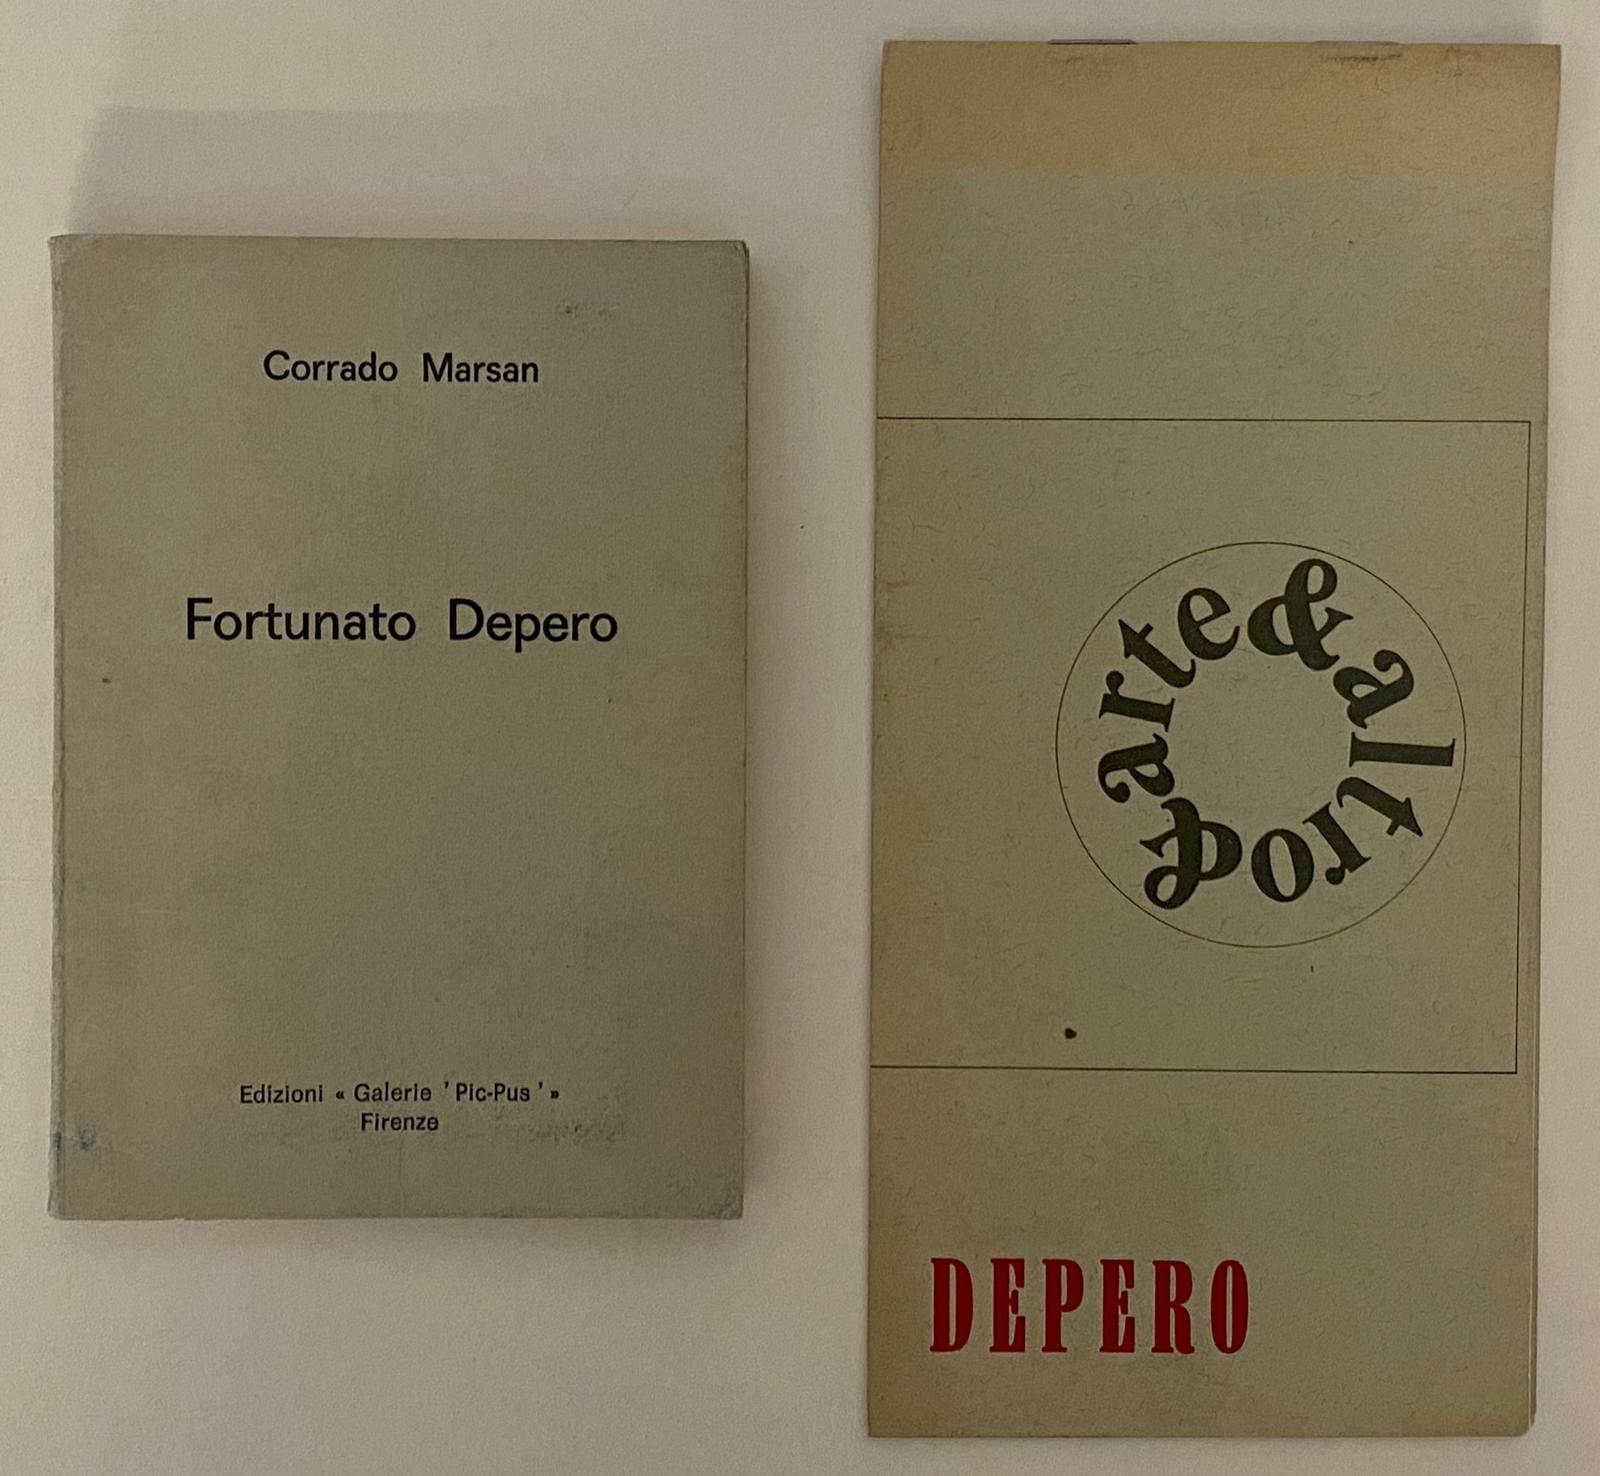 Corrado Marsan
Fortunato Depero
Edizioni « Galerie ' Pic-Pus ' »
Firenze
arte & altro &
DEPERO